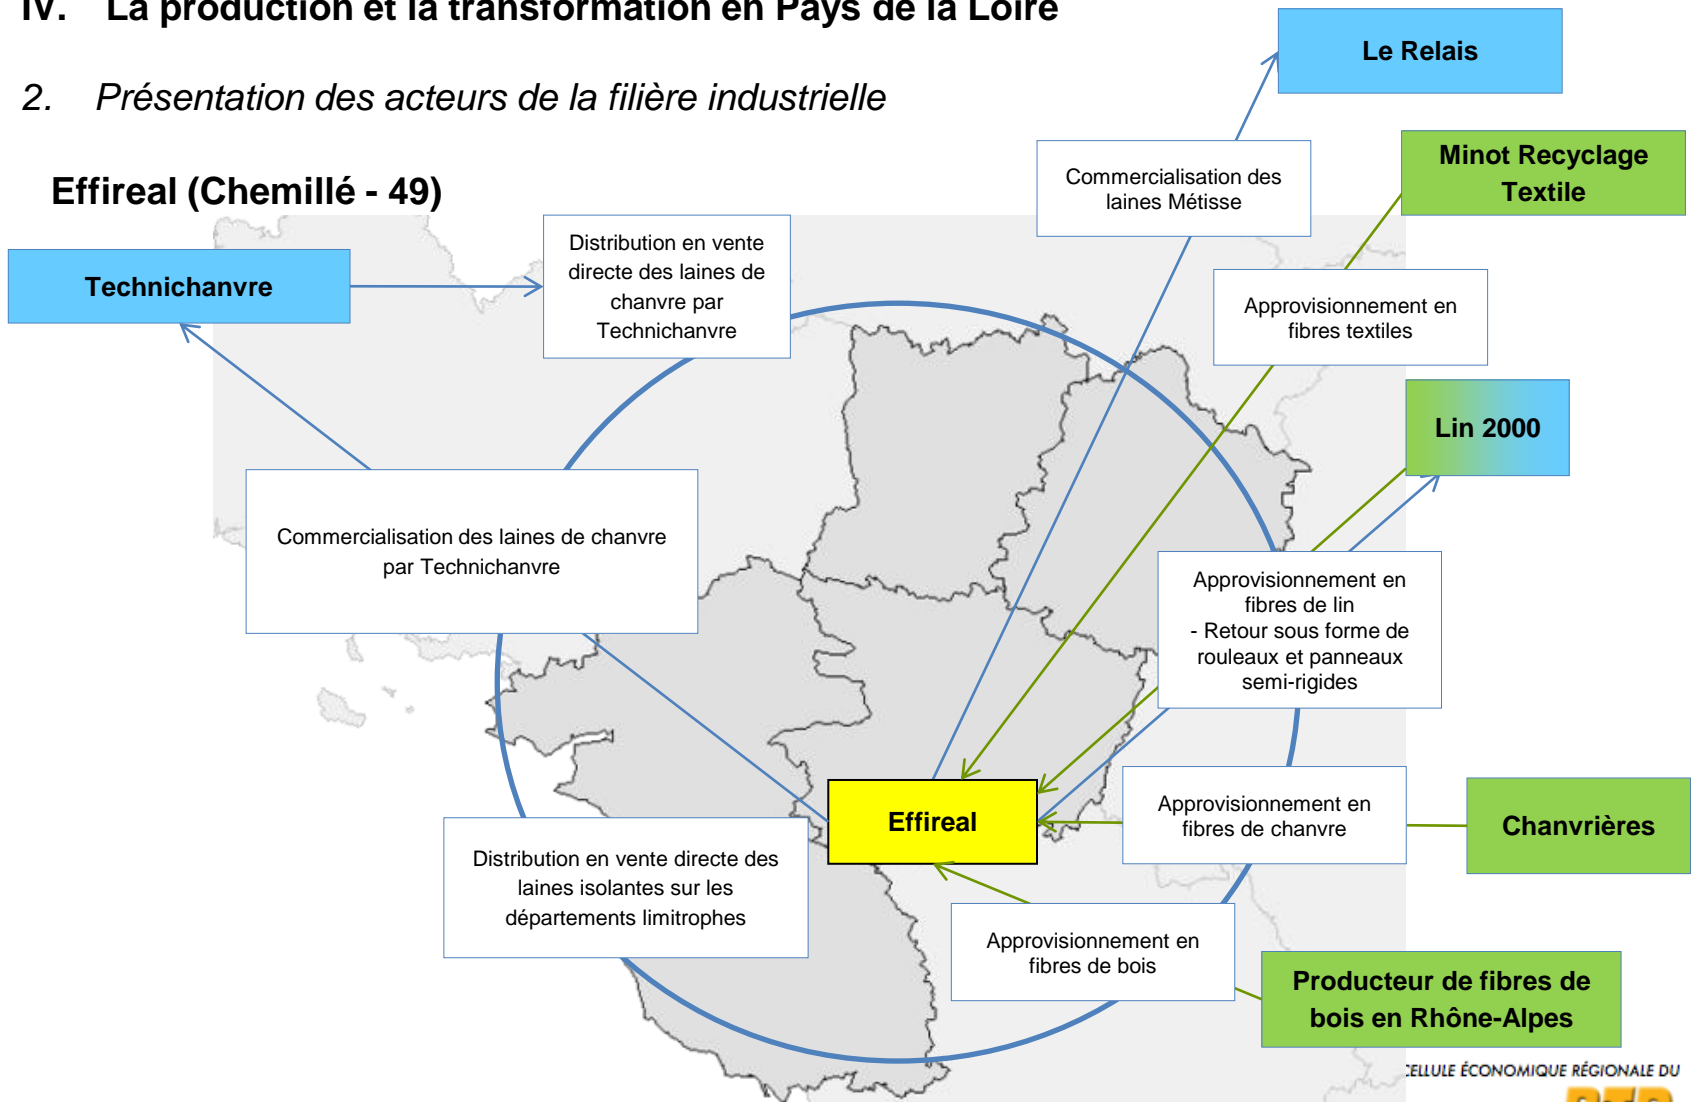 IV. La production et la transformation en Pays de la Loire
2. Présentation des acteurs de la filière industrielle
Effireal (Chemillé - 49)
Le Relais
Commercialisation des
laines Métisse
Minot Recyclage
Textile
Technichanvre
Distribution en vente
directe des laines de
chanvre par
Technichanvre
Approvisionnement en
fibres textiles
Lin 2000
Commercialisation des laines de chanvre
par Technichanvre
Approvisionnement en
fibres de lin
- Retour sous forme de
rouleaux et panneaux
semi-rigides
Effireal
Approvisionnement en
fibres de chanvre
Chanvrières
Distribution en vente directe des
laines isolantes sur les
départements limitrophes
Approvisionnement en
fibres de bois
Producteur de fibres de
bois en Rhône-Alpes
CELLULE ÉCONOMIQUE RÉGIONALE DU
BTP